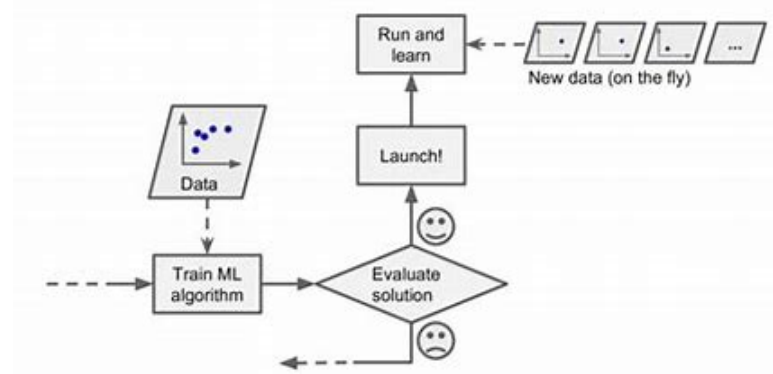 Run and
learn
...
New data (on the fly)
Launch!
Data
Train ML
algorithm
Evaluate
solution